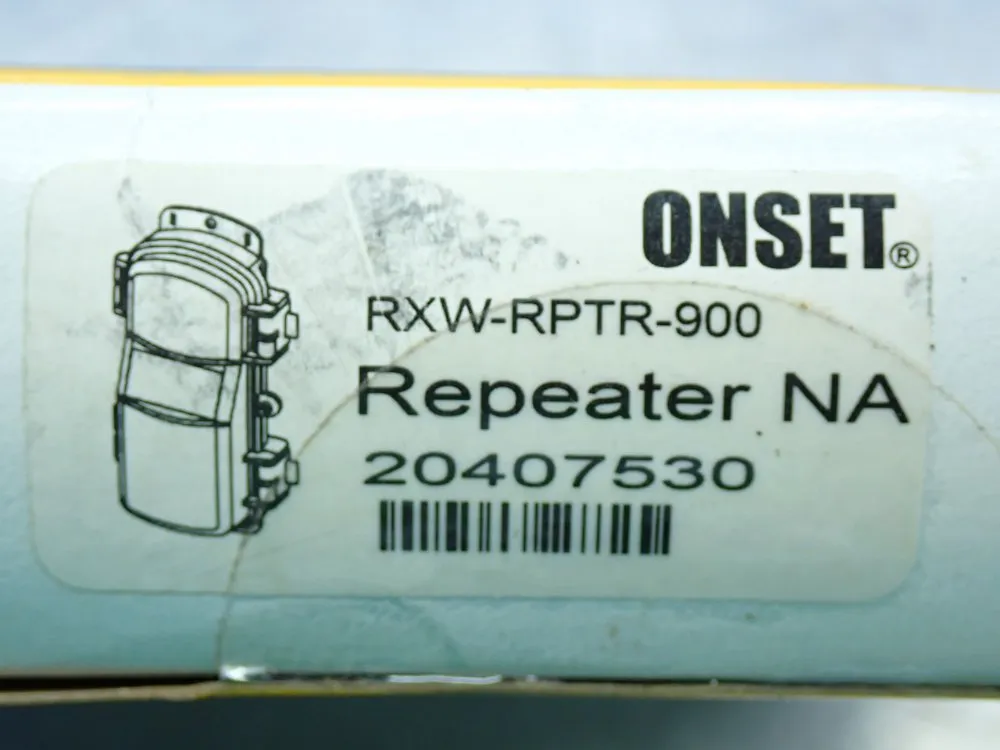 ONSET®
RXW-RPTR-900
Repeater NA
20407530